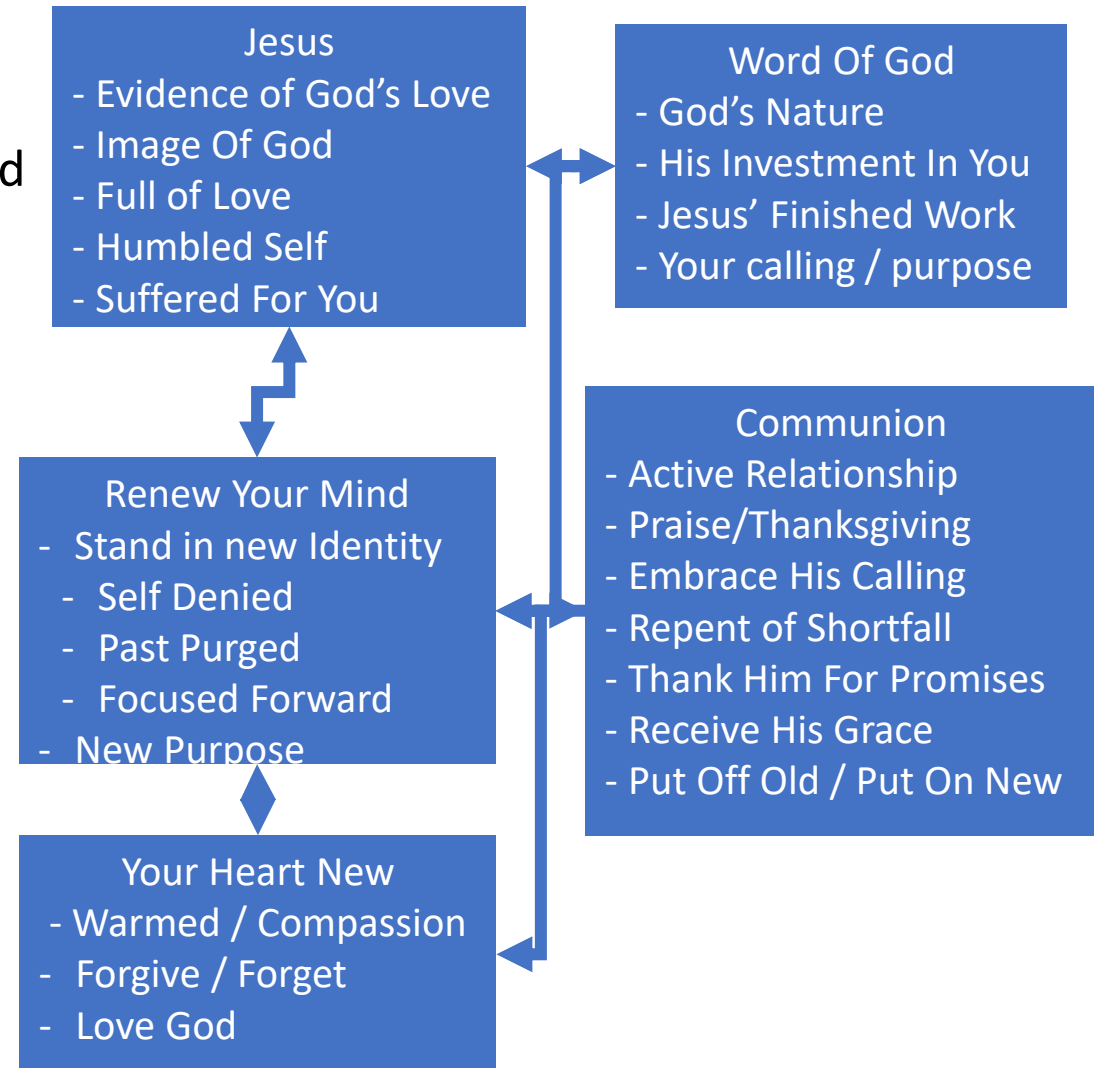 Jesus
- Evidence of God’s Love
- Image Of God
- Full of Love
- Humbled Self
- Suffered For You
Word Of God
- God’s Nature
- His Investment In You
- Jesus’ Finished Work
- Your calling / purpose
Renew Your Mind
- Stand in new Identity
- Self Denied
- Past Purged
- Focused Forward
- New Purpose
Communion
- Active Relationship
- Praise/Thanksgiving
- Embrace His Calling
- Repent of Shortfall
- Thank Him For Promises
- Receive His Grace
- Put Off Old / Put On New
Your Heart New
- Warmed / Compassion
- Forgive / Forget
- Love God